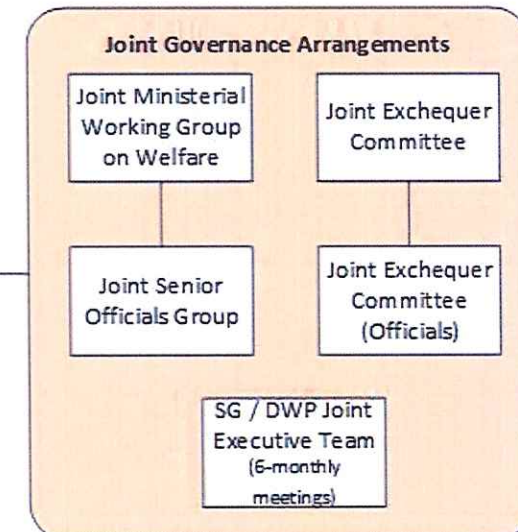 Joint Governance Arrangements
Joint Ministerial
Working Group
on Welfare
Joint Exchequer
Committee
Joint Senior
Officials Group
Joint Exchequer
Committee
(Officials)
SG / DWP Joint
Executive Team
(6-monthly
meetings)